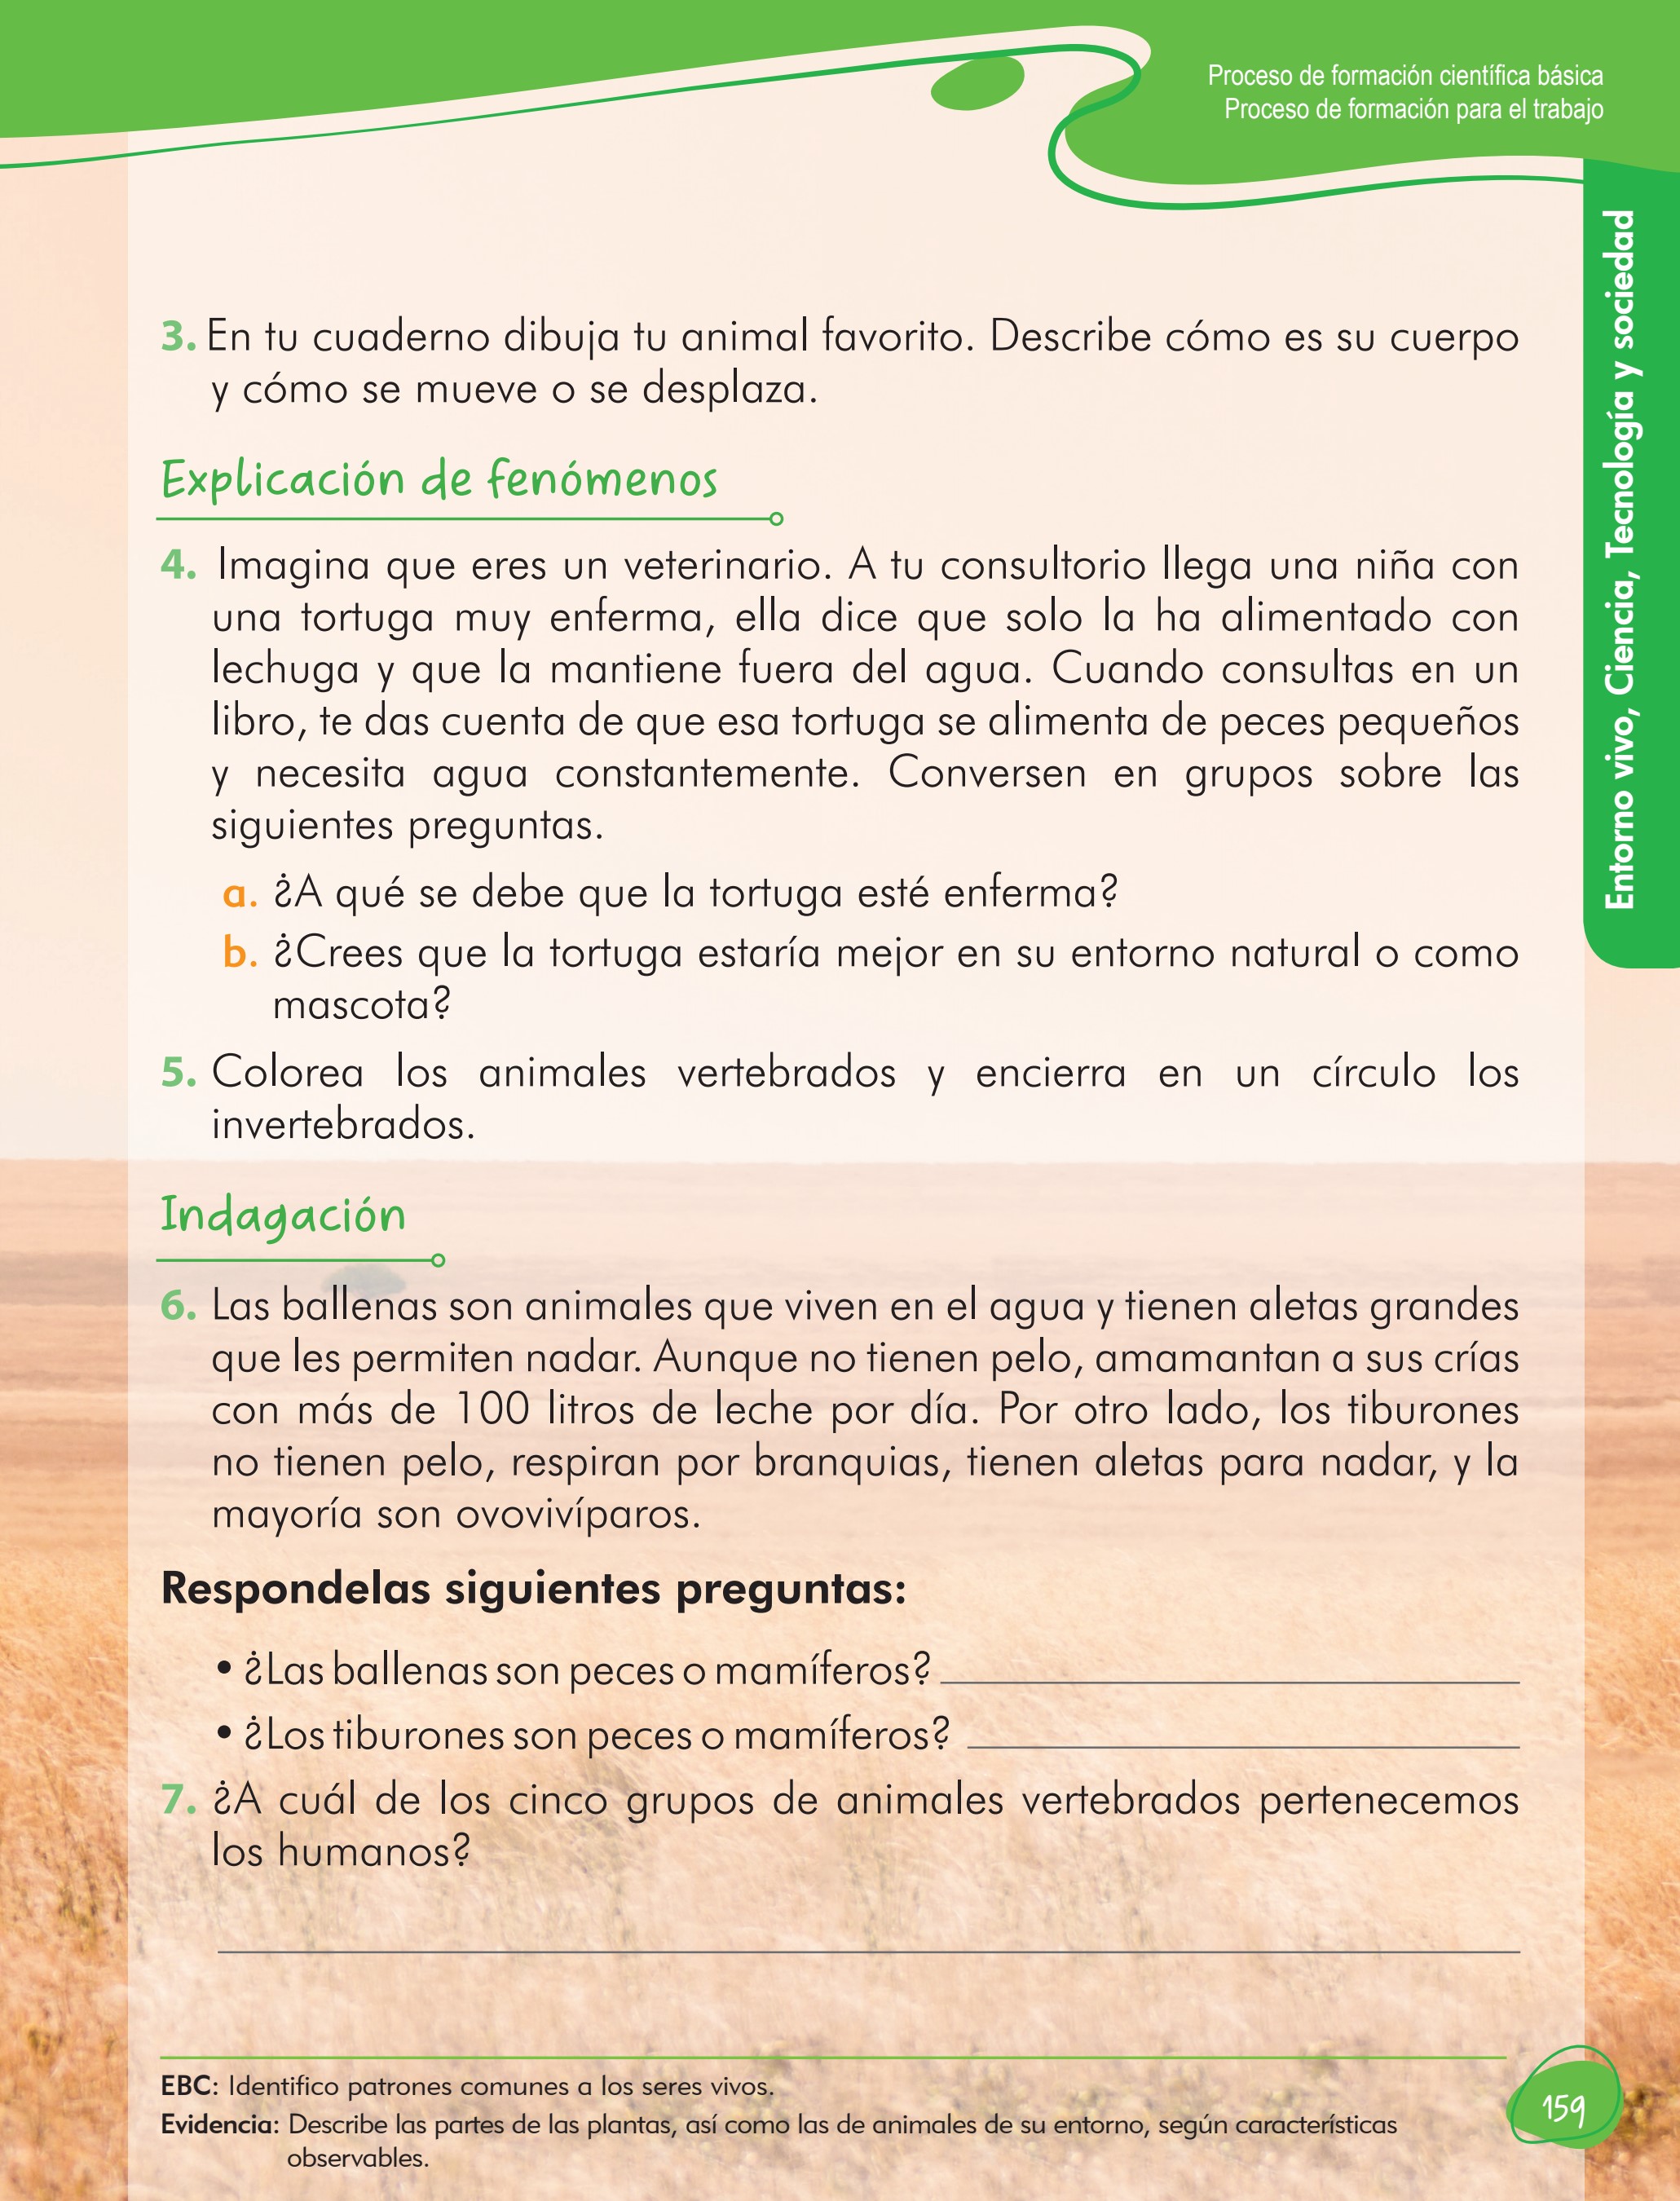 Proceso de formación científica básica
Proceso de formación para el trabajo
Entorno vivo, Ciencia, Tecnología y sociedad
3. En tu cuaderno dibuja tu animal favorito. Describe cómo es su cuerpo
y cómo se mueve o se desplaza.
Explicación de fenómenos
4. Imagina que eres un veterinario. A tu consultorio llega una niña con
una tortuga muy enferma, ella dice que solo la ha alimentado con
lechuga y que la mantiene fuera del agua. Cuando consultas en un
libro, te das cuenta de que esa tortuga se alimenta de peces pequeños
y necesita agua constantemente. Conversen en grupos sobre las
siguientes preguntas.
a. ¿A qué se debe que la tortuga esté enferma?
b. ¿Crees que la tortuga estaría mejor en su entorno natural o como
mascota?
5. Colorea los animales vertebrados y encierra en un círculo los
invertebrados.
Indagación
6. Las ballenas son animales que viven en el agua y tienen aletas grandes
que les permiten nadar. Aunque no tienen pelo, amamantan a sus crías
con más de 100 litros de leche por día. Por otro lado, los tiburones
no tienen pelo, respiran por branquias, tienen aletas para nadar, y la
mayoría son ovovivíparos.
Respondelas siguientes preguntas:
• ¿Las ballenas son peces o mamíferos?
• ¿Los tiburones son peces o mamíferos?
7. ¿A cuál de los cinco grupos de animales vertebrados pertenecemos
los humanos?
EBC: Identifico patrones comunes a los seres vivos.
Evidencia: Describe las partes de las plantas, así como las de animales de su entorno, según características
observables.
159